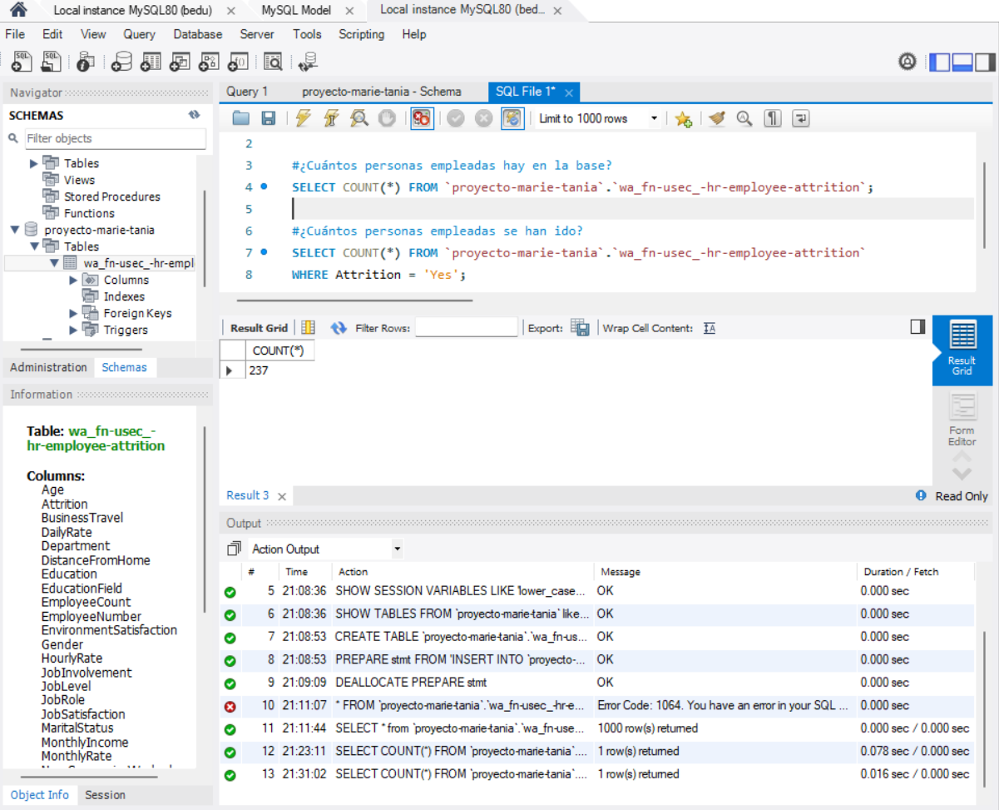 Local instance MySQL80 (bedu) ×
MySQL Model ×
Local instance MySQL80 (bed... ×
File Edit View Query Database Server Tools Scripting Help
Navigator
SCHEMAS
Filter objects
Tables
Views
Stored Procedures
Functions
proyecto-marie-tania
Tables
wa_fn-usec_-hr-empl
Columns
Indexes
Foreign Keys
Triggers
Administration Schemas
Information
Table: wa_fn-usec_-
hr-employee-attrition
Columns:
Age
Attrition
BusinessTravel
DailyRate
Department
DistanceFromHome
Education
EducationField
EmployeeCount
EmployeeNumber
EnvironmentSatisfaction
Gender
HourlyRate
JobInvolvement
JobLevel
JobRole
JobSatisfaction
MaritalStatus
MonthlyIncome
MonthlyRate
Object Info Session
Query 1 proyecto-marie-tania - Schema SQL File 1* ×
Limit to 1000 rows
2
3 #¿Cuántos personas empleadas hay en la base?
4 SELECT COUNT(*) FROM `proyecto-marie-tania`.`wa_fn-usec_-hr-employee-attrition`;
5
6 #¿Cuántos personas empleadas se han ido?
7 SELECT COUNT(*) FROM `proyecto-marie-tania`.`wa_fn-usec_-hr-employee-attrition`
8 WHERE Attrition = 'Yes';
Result Grid Filter Rows: Export: Wrap Cell Content:
COUNT(*)
237
Result
Grid
Form
Editor
Result 3 × Read Only
Output
Action Output
# Time Action Message Duration / Fetch
5 21:08:36 SHOW SESSION VARIABLES LIKE 'lower_case... OK 0.000 sec
6 21:08:36 SHOW TABLES FROM `proyecto-marie-tania` like... OK 0.000 sec
7 21:08:53 CREATE TABLE `proyecto-marie-tania`.`wa_fn-us... OK 0.000 sec
8 21:08:53 PREPARE stmt FROM 'INSERT INTO `proyecto-... OK 0.000 sec
9 21:09:09 DEALLOCATE PREPARE stmt OK 0.000 sec
10 21:11:07 * FROM `proyecto-marie-tania`.`wa_fn-usec_-hr-e... Error Code: 1064. You have an error in your SQL ... 0.000 sec
11 21:11:44 SELECT * from `proyecto-marie-tania`.`wa_fn-use... 1000 row(s) returned 0.000 sec / 0.000 sec
12 21:23:11 SELECT COUNT(*) FROM `proyecto-marie-tania`.... 1 row(s) returned 0.078 sec / 0.000 sec
13 21:31:02 SELECT COUNT(*) FROM `proyecto-marie-tania`.... 1 row(s) returned 0.016 sec / 0.000 sec